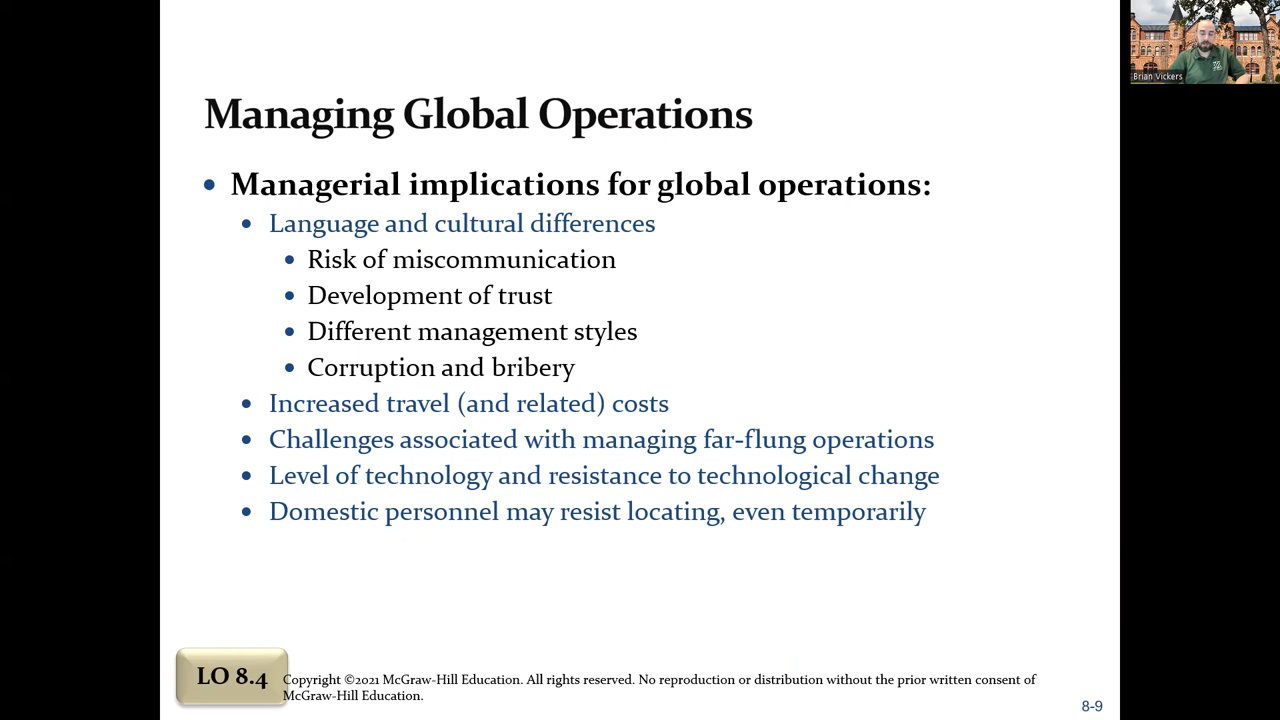 Brian Vickers
Managing Global Operations
• Managerial implications for global operations:
• Language and cultural differences
• Risk of miscommunication
• Development of trust
• Different management styles
• Corruption and bribery
• Increased travel (and related) costs
• Challenges associated with managing far-flung operations
• Level of technology and resistance to technological change
• Domestic personnel may resist locating, even temporarily
LO 8.4
Copyright ©2021 McGraw-Hill Education. All rights reserved. No reproduction or distribution without the prior written consent of
McGraw-Hill Education.
8-9